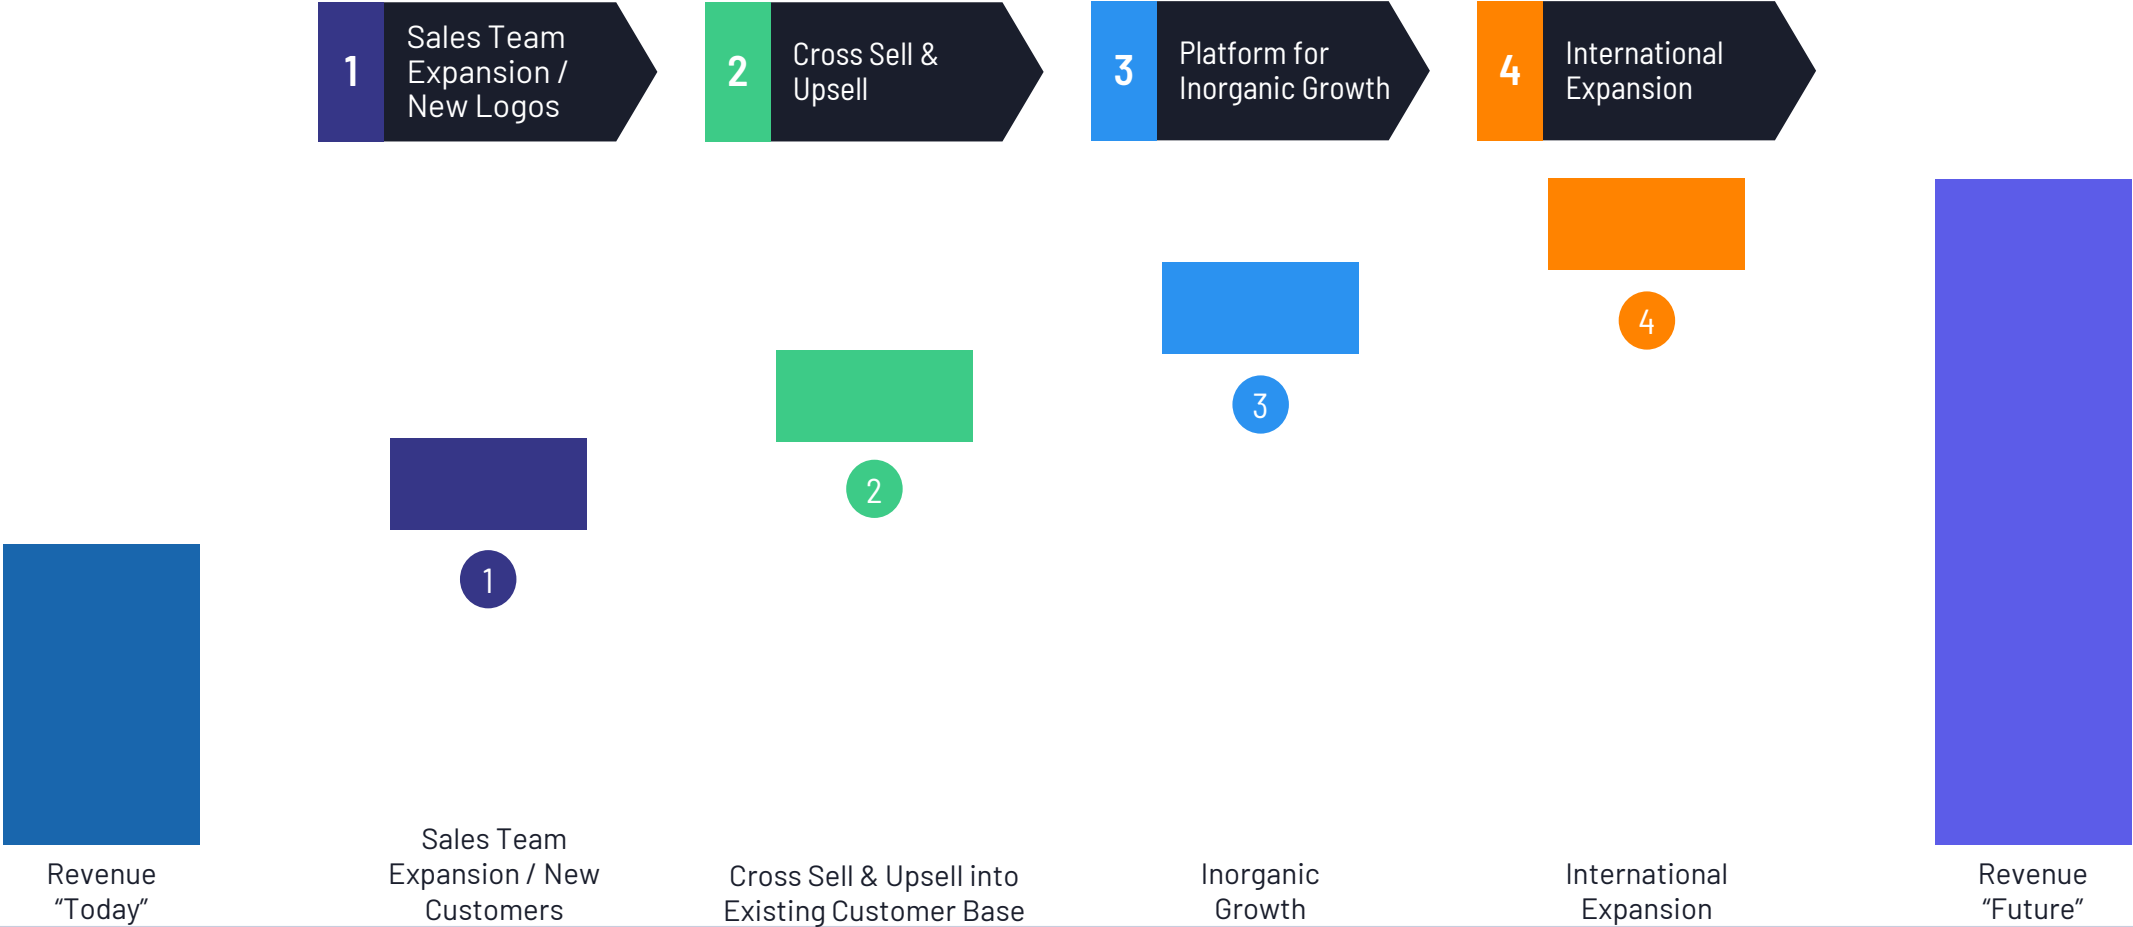 1
Sales Team
Expansion /
New Logos
2
Cross Sell &
Upsell
3
Platform for
Inorganic Growth
4
International
Expansion
4
3
2
1
Revenue
“Today”
Sales Team
Expansion / New
Customers
Cross Sell & Upsell into
Existing Customer Base
Inorganic
Growth
International
Expansion
Revenue
“Future”